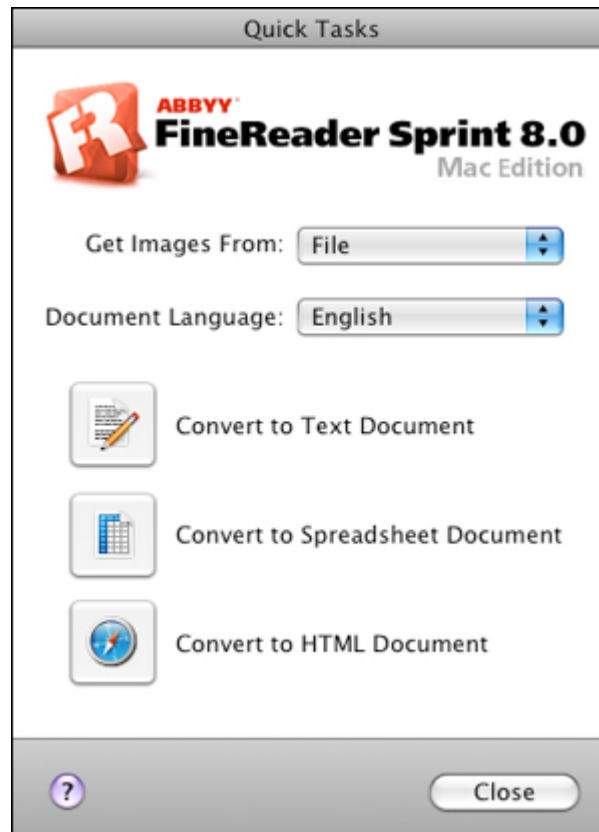 Quick Tasks
ABBYY
FineReader Sprint 8.0
Mac Edition
Get Images From: File
Document Language: English
Convert to Text Document
Convert to Spreadsheet Document
Convert to HTML Document
? Close